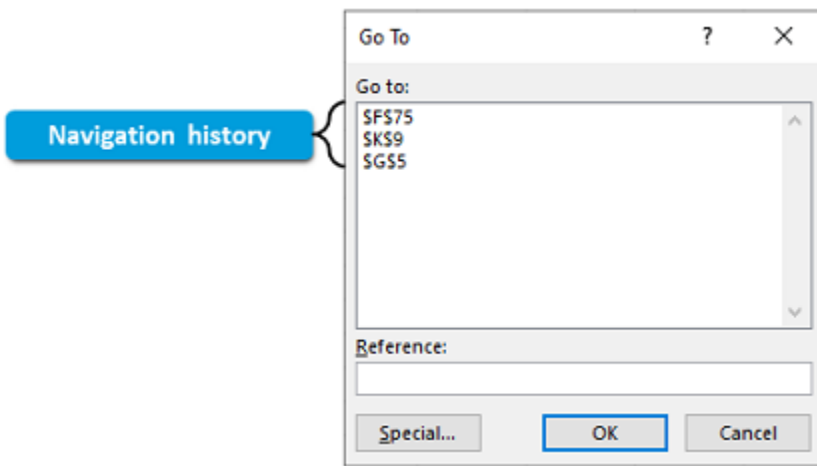 Go To
?
Go to:
$F$75
$K$9
$G$5
Navigation history
Reference:
Special...
OK
Cancel